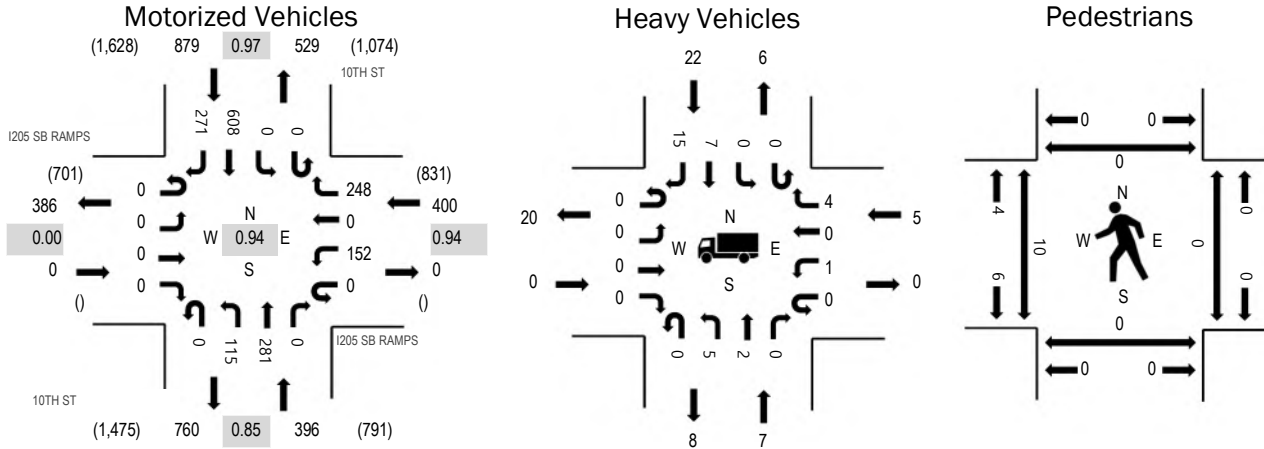 Motorized Vehicles
(1,628) 879 0.97 529 (1,074)
10TH ST
271 608 0 0
I205 SB RAMPS
(701)
386
0.00
0
()
0
0
0
0
(831)
400
0.94
0
()
248
0
152
0
N
W 0.94 E
S
0 115 281 0
I205 SB RAMPS
10TH ST
(1,475) 760 0.85 396 (791)
Heavy Vehicles
22 6
15 7 0 0
20
0
0
0
0
0
4
0
1
0
5
0
N
W E
S
0 5 2 0
8 7
Pedestrians
0 0
0
4
6
10
N
W E
S
0
0
0
0
0 0